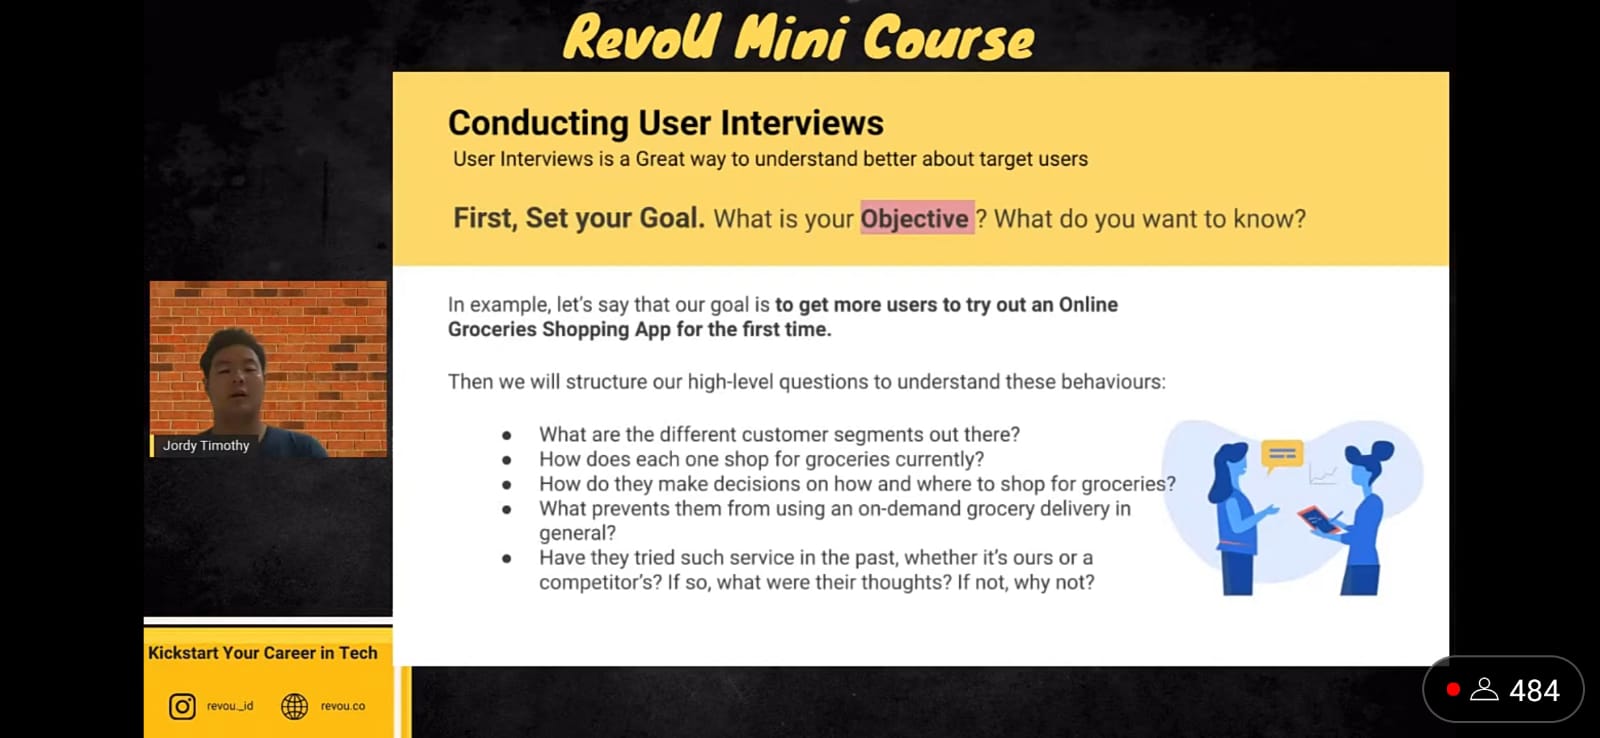 RevoU Mini Course
Conducting User Interviews
User Interviews is a Great way to understand better about target users
First, Set your Goal. What is your Objective ? What do you want to know?
In example, let's say that our goal is to get more users to try out an Online
Groceries Shopping App for the first time.
Then we will structure our high-level questions to understand these behaviours:
● What are the different customer segments out there?
● How does each one shop for groceries currently?
● How do they make decisions on how and where to shop for groceries?
● What prevents them from using an on-demand grocery delivery in
general?
● Have they tried such service in the past, whether it's ours or a
competitor's? If so, what were their thoughts? If not, why not?
Jordy Timothy
Kickstart Your Career in Tech
revou._id
revou.co
484